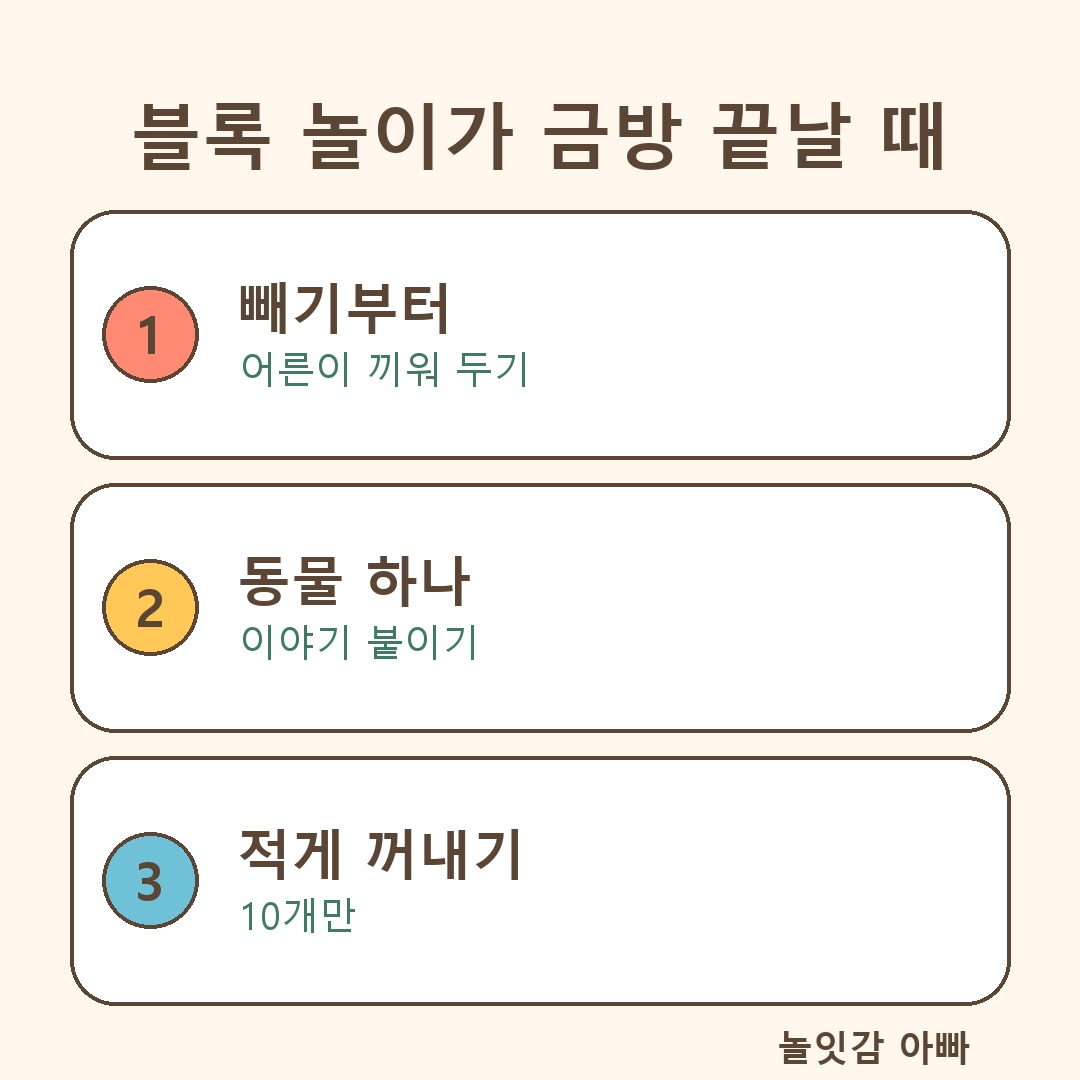 블록 놀이가 금방 끝날 때
1
빼기부터
어른이 끼워 두기
2
동물 하나
이야기 붙이기
3
적게 꺼내기
10개만
놀잇감 아빠